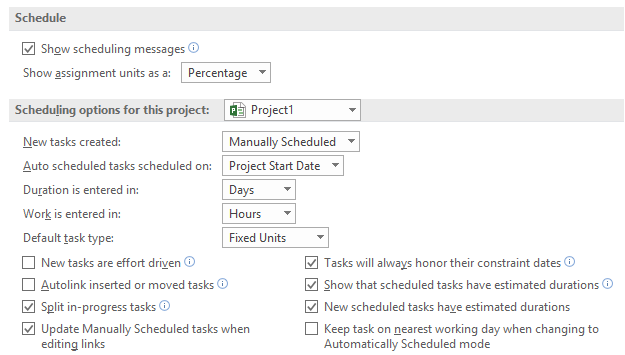 Schedule
Show scheduling messages
Show assignment units as a: Percentage
Scheduling options for this project: Project1
New tasks created: Manually Scheduled
Auto scheduled tasks scheduled on: Project Start Date
Duration is entered in: Days
Work is entered in: Hours
Default task type: Fixed Units
New tasks are effort driven
Autolink inserted or moved tasks
Split in-progress tasks
Update Manually Scheduled tasks when
editing links
Tasks will always honor their constraint dates
Show that scheduled tasks have estimated durations
New scheduled tasks have estimated durations
Keep task on nearest working day when changing to
Automatically Scheduled mode